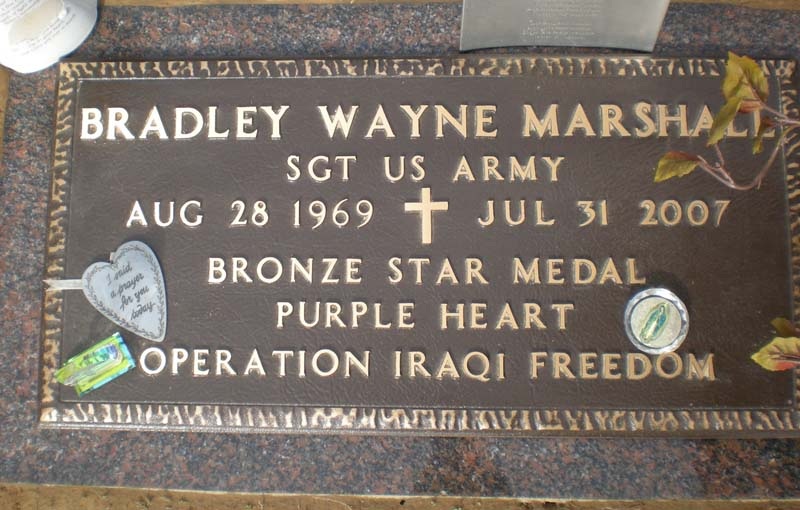 BRADLEY WAYNE MARSHALL
SGT US ARMY
AUG 28 1969 JUL 31 2007
BRONZE STAR MEDAL
PURPLE HEART
OPERATION IRAQI FREEDOM
I said
a prayer
for you
today